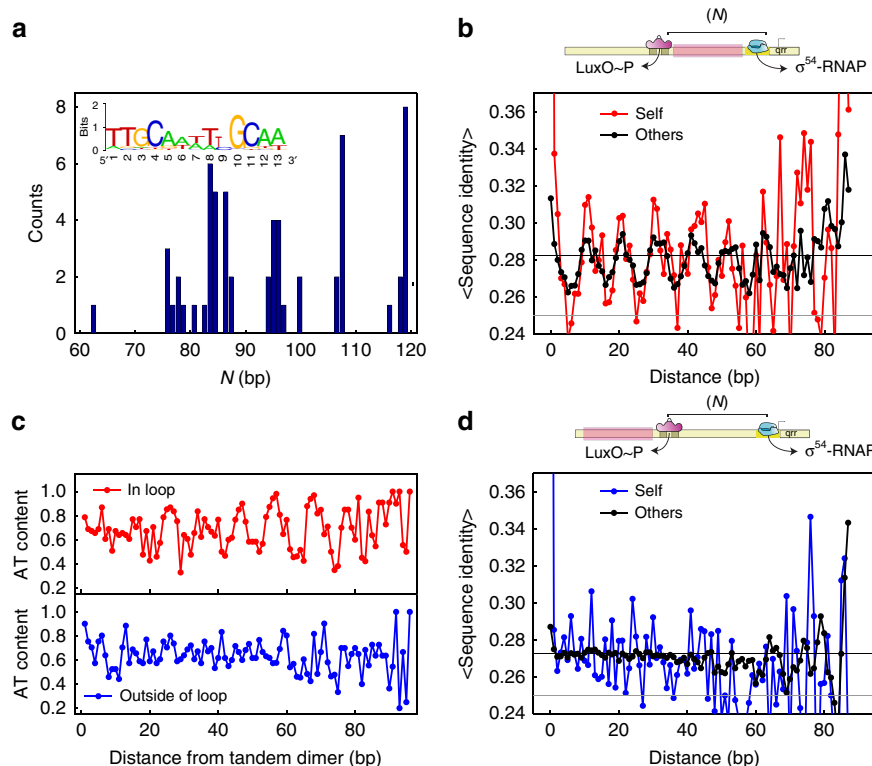 a
8
6
4
2
0
Counts
60
70
80
90
100
110
120
N (bp)
2
1
0
Bits
TTGCAATTTGCAA
5′ 1 2 3 4 5 6 7 8 9 10 11 12 13 3′
b
(N)
LuxO~P
qrr
σ54-RNAP
0.36
0.34
0.32
0.30
0.28
0.26
0.24
<Sequence identity>
Self
Others
0 20 40 60 80
Distance (bp)
c
1.0
0.8
0.6
0.4
0.2
AT content
In loop
1.0
0.8
0.6
0.4
0.2
AT content
Outside of loop
0 20 40 60 80
Distance from tandem dimer (bp)
d
(N)
LuxO~P
qrr
σ54-RNAP
0.36
0.34
0.32
0.30
0.28
0.26
0.24
<Sequence identity>
Self
Others
0 20 40 60 80
Distance (bp)